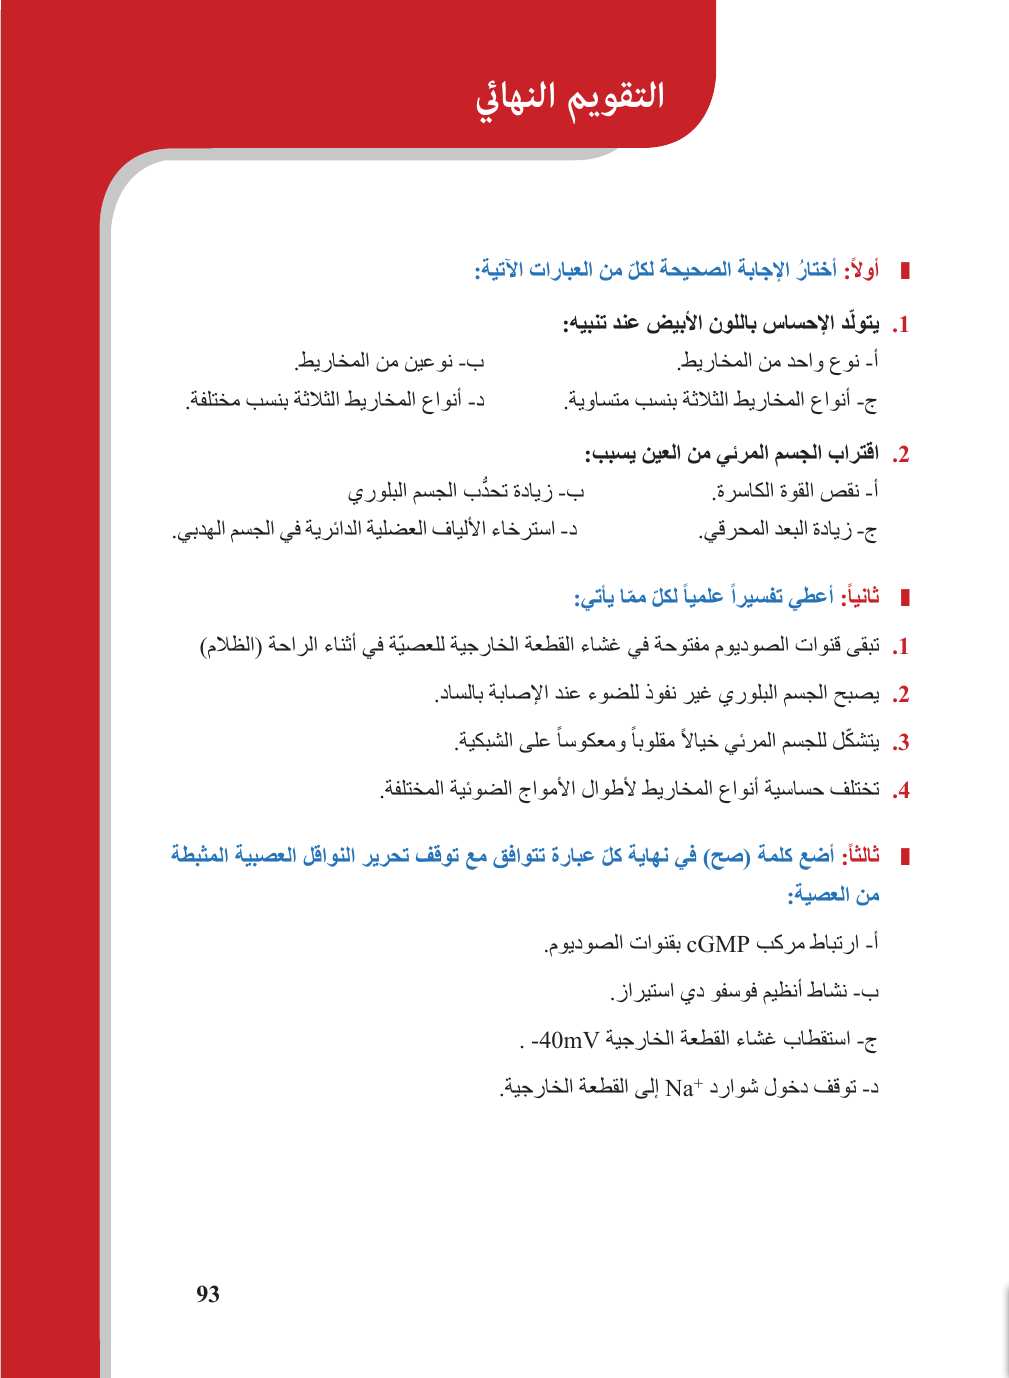 التقويم النهائي
أولاً: أختارُ الإجابة الصحيحة لكلّ من العبارات الآتية:
1. يتولّد الإحساس باللون الأبيض عند تنبيه:
أ- نوع واحد من المخاريط. ب- نوعين من المخاريط.
ج- أنواع المخاريط الثلاثة بنسب متساوية. د- أنواع المخاريط الثلاثة بنسب مختلفة.
2. اقتراب الجسم المرئي من العين يسبب:
أ- نقص القوة الكاسرة. ب- زيادة تحدُّب الجسم البلوري
ج- زيادة البعد المحرقي. د- استرخاء الألياف العضلية الدائرية في الجسم الهدبي.
ثانياً: أعطي تفسيراً علمياً لكلّ ممّا يأتي:
1. تبقى قنوات الصوديوم مفتوحة في غشاء القطعة الخارجية للعصيّة في أثناء الراحة (الظلام)
2. يصبح الجسم البلوري غير نفوذ للضوء عند الإصابة بالساد.
3. يتشكّل للجسم المرئي خيالاً مقلوباً ومعكوساً على الشبكية.
4. تختلف حساسية أنواع المخاريط لأطوال الأمواج الضوئية المختلفة.
ثالثاً: أضع كلمة (صح) في نهاية كلّ عبارة تتوافق مع توقف تحرير النواقل العصبية المثبطة
من العصية:
أ- ارتباط مركب cGMP بقنوات الصوديوم.
ب- نشاط أنظيم فوسفو دي استيراز.
ج- استقطاب غشاء القطعة الخارجية -40mV .
د- توقف دخول شوارد Na⁺ إلى القطعة الخارجية.
93